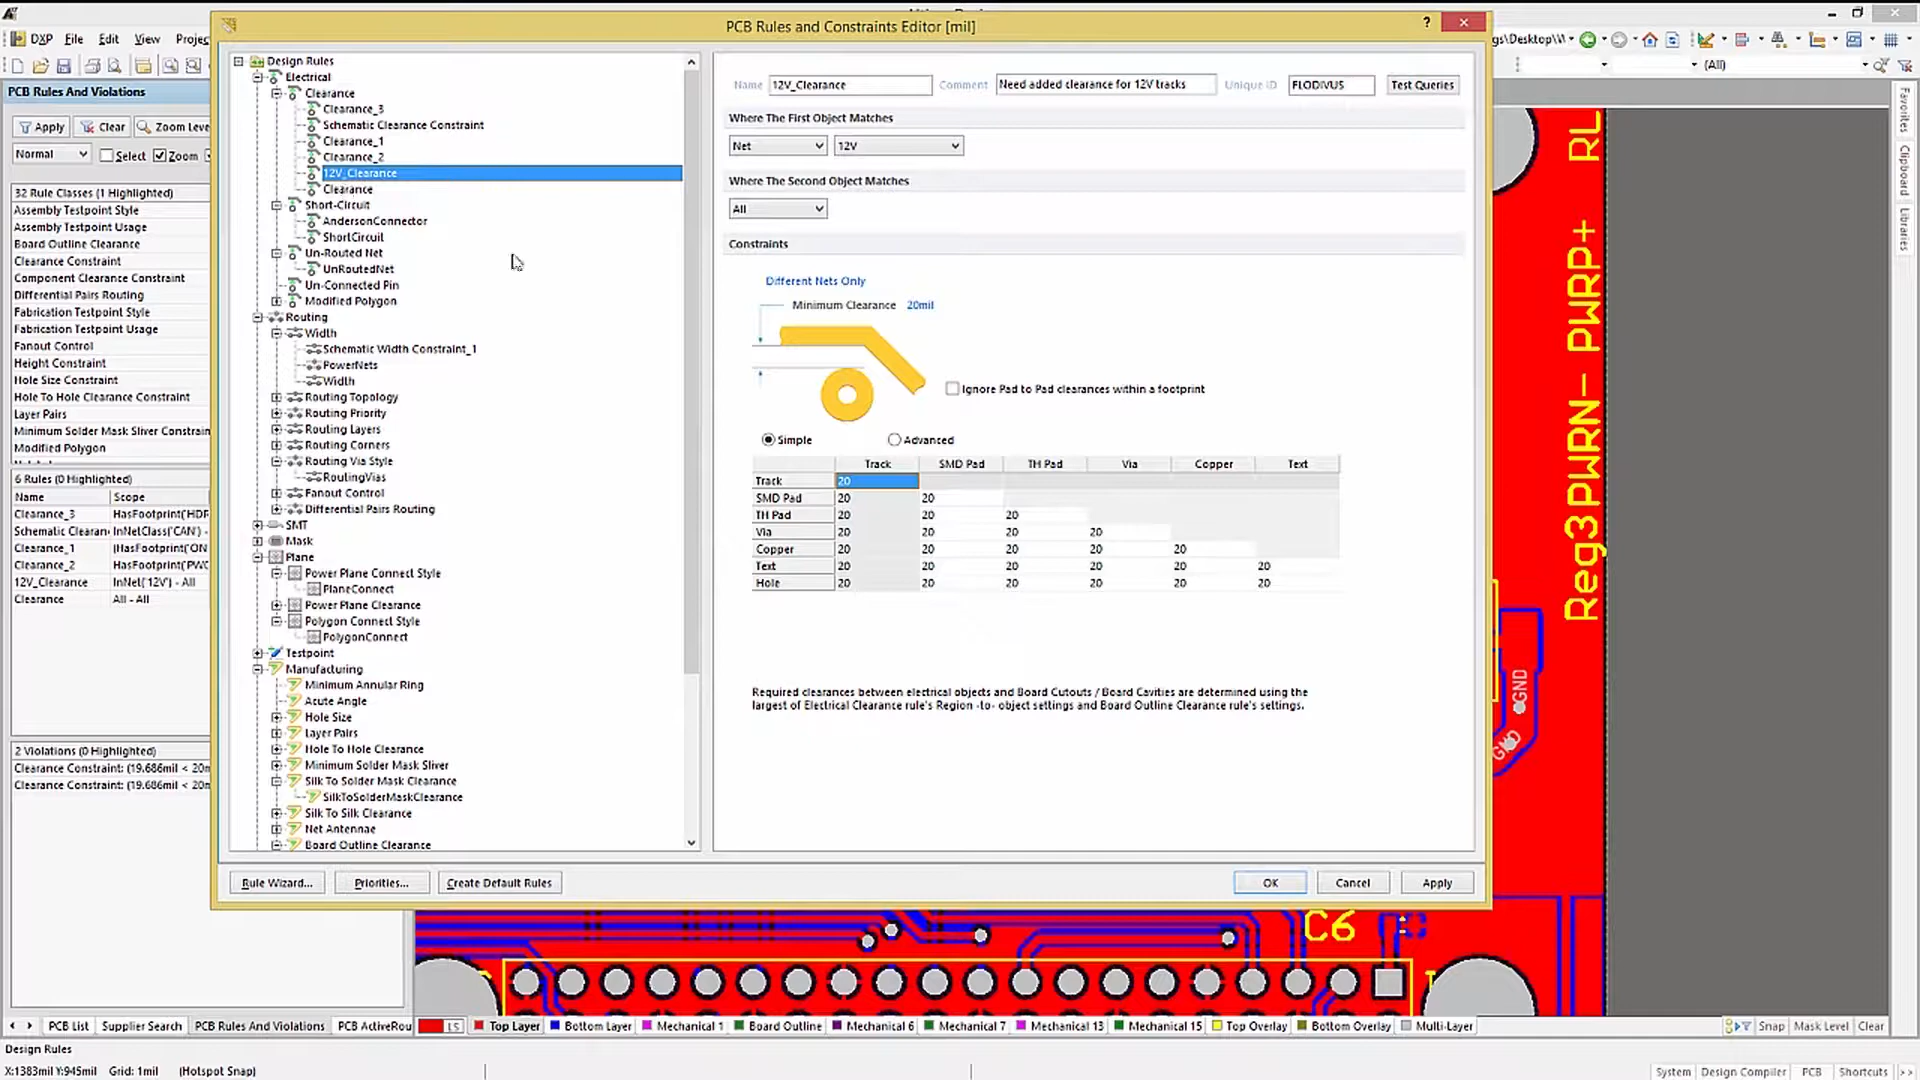 PCB Rules and Constraints Editor [mil]
?
DXP File Edit View Projec
gs\Desktop\V
(All)
PCB Rules And Violations
Apply Clear Zoom Leve
Normal Select Zoom
32 Rule Classes (1 Highlighted)
Assembly Testpoint Style
Assembly Testpoint Usage
Board Outline Clearance
Clearance Constraint
Component Clearance Constraint
Differential Pairs Routing
Fabrication Testpoint Style
Fabrication Testpoint Usage
Fanout Control
Height Constraint
Hole Size Constraint
Hole To Hole Clearance Constraint
Layer Pairs
Minimum Solder Mask Sliver Constrain
Modified Polygon
6 Rules (0 Highlighted)
Name Scope
Clearance_3 HasFootprint('HDF
Schematic Clearan InNetClass('CAN') -
Clearance_1 (HasFootprint('ON
Clearance_2 HasFootprint('PWC
12V_Clearance InNet('12V') - All
Clearance All - All
2 Violations (0 Highlighted)
Clearance Constraint: (19.686mil < 20m
Clearance Constraint: (19.686mil < 20m
Design Rules
Electrical
Clearance
Clearance_3
Schematic Clearance Constraint
Clearance_1
Clearance_2
12V_Clearance
Clearance
Short-Circuit
AndersonConnector
ShortCircuit
Un-Routed Net
UnRoutedNet
Un-Connected Pin
Modified Polygon
Routing
Width
Schematic Width Constraint_1
PowerNets
Width
Routing Topology
Routing Priority
Routing Layers
Routing Corners
Routing Via Style
RoutingVias
Fanout Control
Differential Pairs Routing
SMT
Mask
Plane
Power Plane Connect Style
PlaneConnect
Power Plane Clearance
Polygon Connect Style
PolygonConnect
Testpoint
Manufacturing
Minimum Annular Ring
Acute Angle
Hole Size
Layer Pairs
Hole To Hole Clearance
Minimum Solder Mask Sliver
Silk To Solder Mask Clearance
SilkToSolderMaskClearance
Silk To Silk Clearance
Net Antennae
Board Outline Clearance
Name 12V_Clearance Comment Need added clearance for 12V tracks Unique ID FLODIVUS Test Queries
Where The First Object Matches
Net 12V
Where The Second Object Matches
All
Constraints
Different Nets Only
Minimum Clearance 20mil
Ignore Pad to Pad clearances within a footprint
Simple Advanced
Track SMD Pad TH Pad Via Copper Text
Track 20
SMD Pad 20 20
TH Pad 20 20 20
Via 20 20 20 20
Copper 20 20 20 20 20
Text 20 20 20 20 20 20
Hole 20 20 20 20 20 20
Required clearances between electrical objects and Board Cutouts / Board Cavities are determined using the
largest of Electrical Clearance rule's Region -to- object settings and Board Outline Clearance rule's settings.
Rule Wizard... Priorities... Create Default Rules OK Cancel Apply
RL
Reg3 PWRN- PWRP+
GND
GND
C6
Favorites
Clipboard
Libraries
PCB List Supplier Search PCB Rules And Violations PCB ActiveRou LS Top Layer Bottom Layer Mechanical 1 Board Outline Mechanical 6 Mechanical 7 Mechanical 13 Mechanical 15 Top Overlay Bottom Overlay Multi-Layer Snap Mask Level Clear
Design Rules
X:1383mil Y:945mil Grid: 1mil (Hotspot Snap) System Design Compiler PCB Shortcuts >>